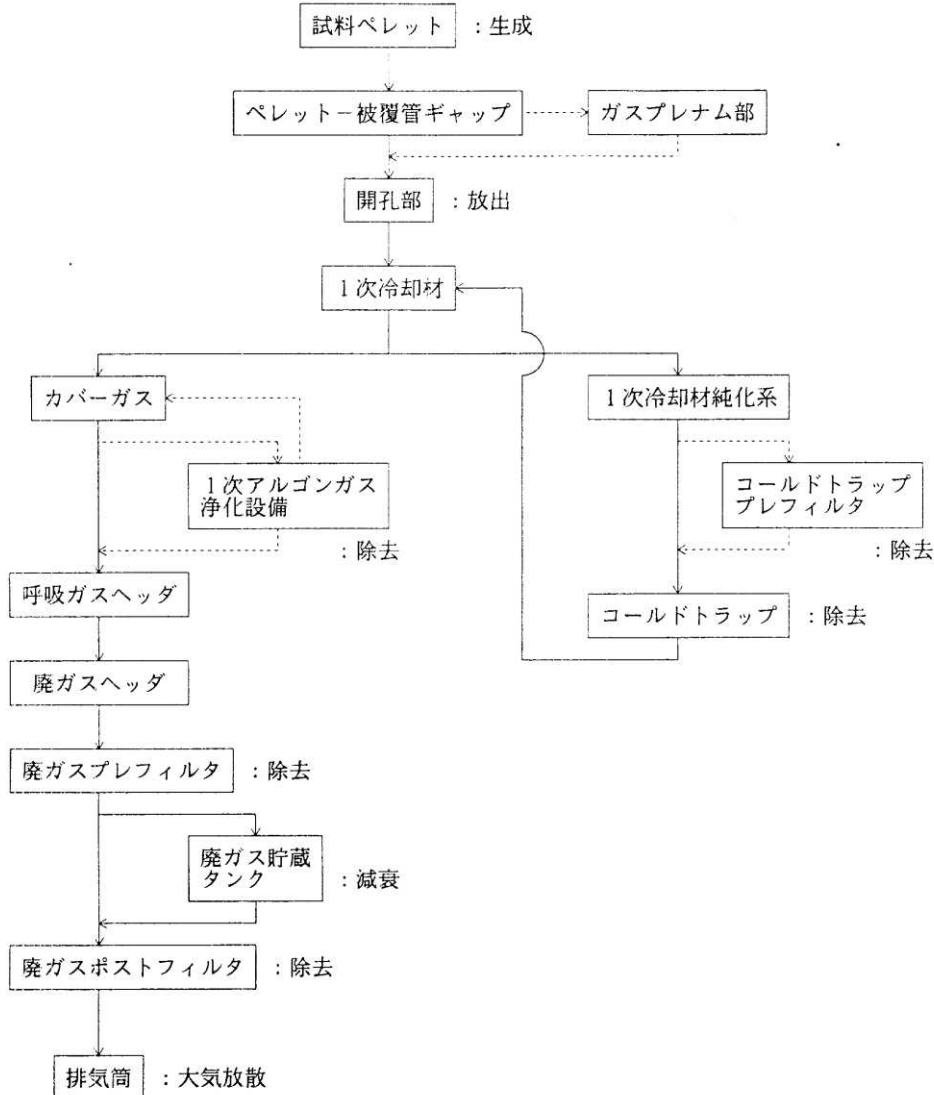 試料ペレット ：生成
ペレット－被覆管ギャップ
ガスプレナム部
開孔部 ：放出
１次冷却材
カバーガス
１次冷却材純化系
１次アルゴンガス
浄化設備
：除去
コールドトラップ
プレフィルタ
：除去
呼吸ガスヘッダ
コールドトラップ ：除去
廃ガスヘッダ
廃ガスプレフィルタ ：除去
廃ガス貯蔵
タンク
：減衰
廃ガスポストフィルタ ：除去
排気筒 ：大気放散